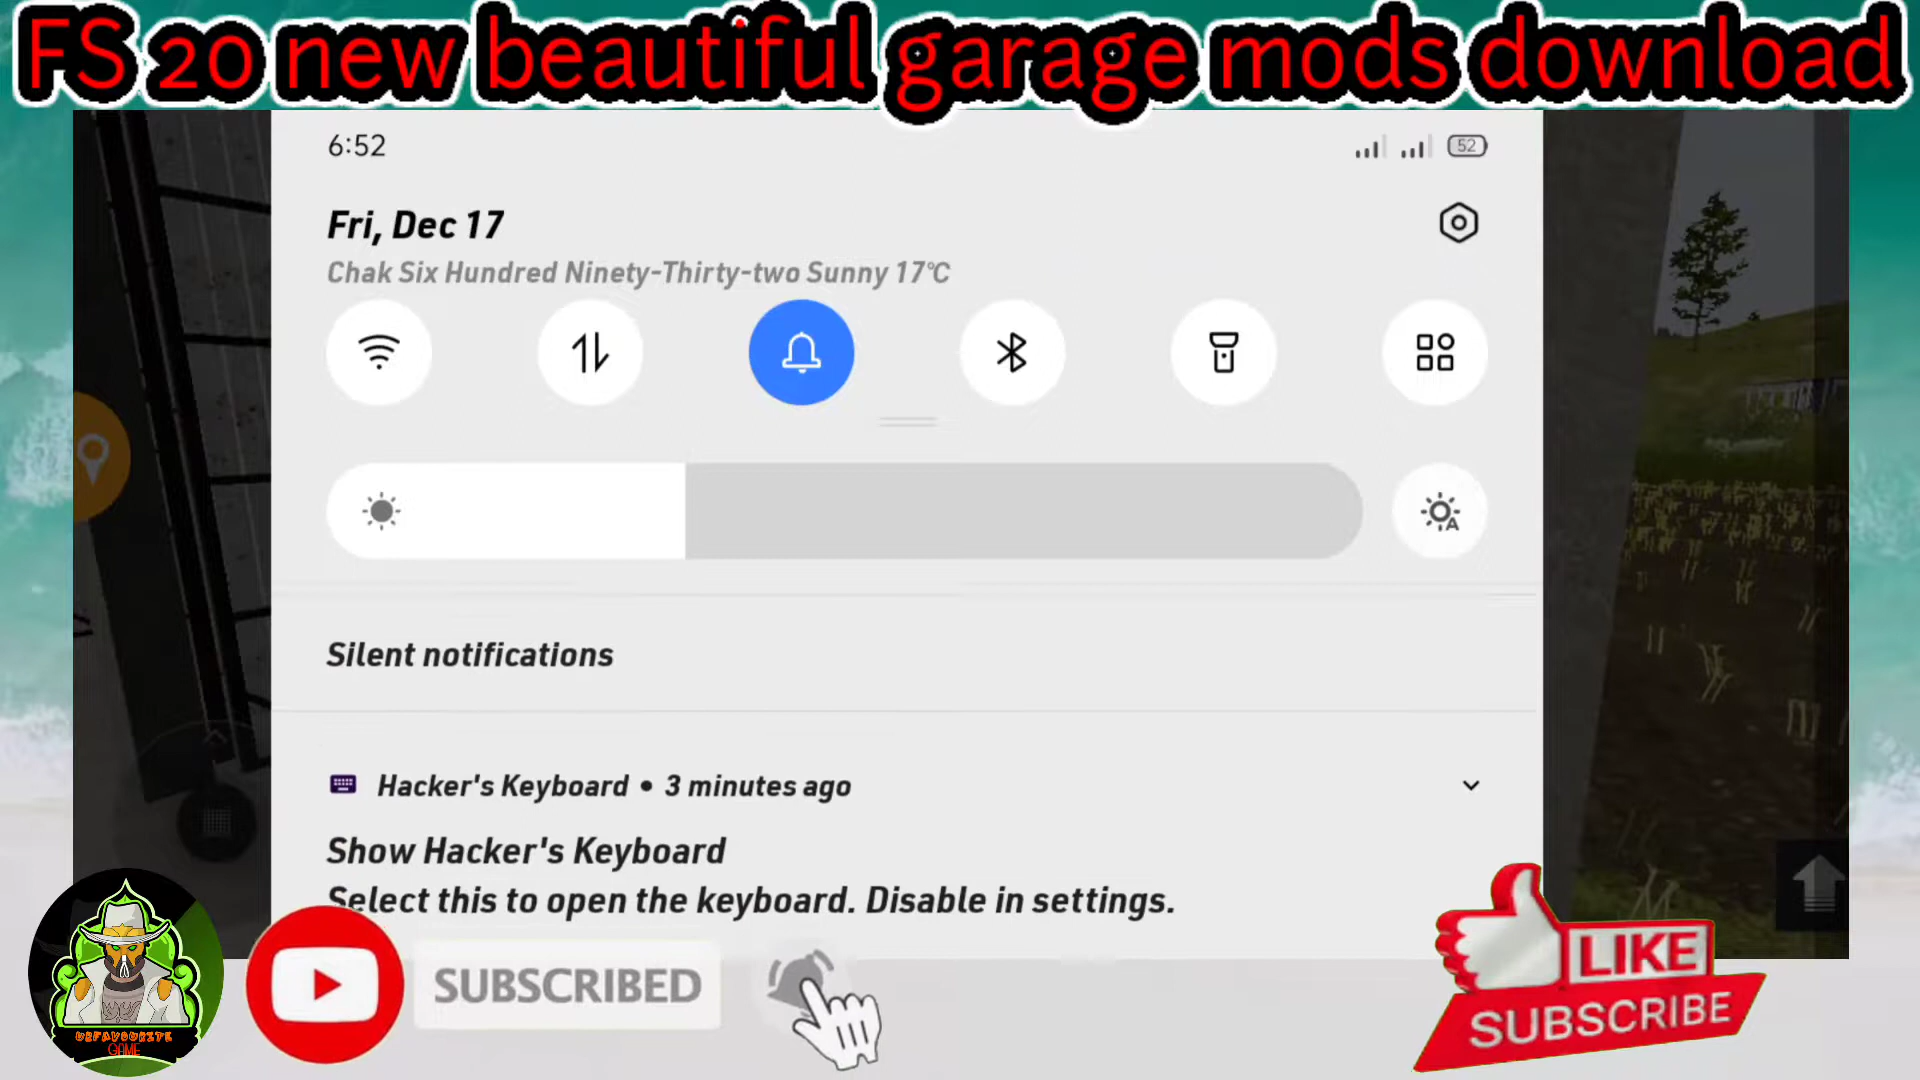 FS 20 new beautiful garage mods download
6:52
52
Fri, Dec 17
Chak Six Hundred Ninety-Thirty-two Sunny 17℃
A
Silent notifications
Hacker's Keyboard • 3 minutes ago
Show Hacker's Keyboard
Select this to open the keyboard. Disable in settings.
URFAVOURITE
GAME
SUBSCRIBED
LIKE
SUBSCRIBE